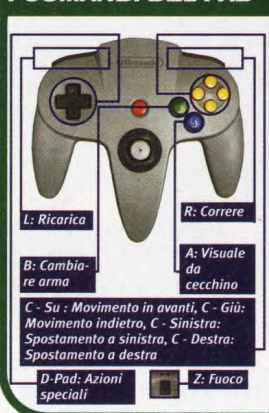 I COMANDI DEL PAD
Nintendo
L: Ricarica
R: Correre
B: Cambia-
re arma
A: Visuale
da
cecchino
C - Su : Movimento in avanti, C - Giù:
Movimento indietro, C - Sinistra:
Spostamento a sinistra, C - Destra:
Spostamento a destra
D-Pad: Azioni
speciali
Z: Fuoco